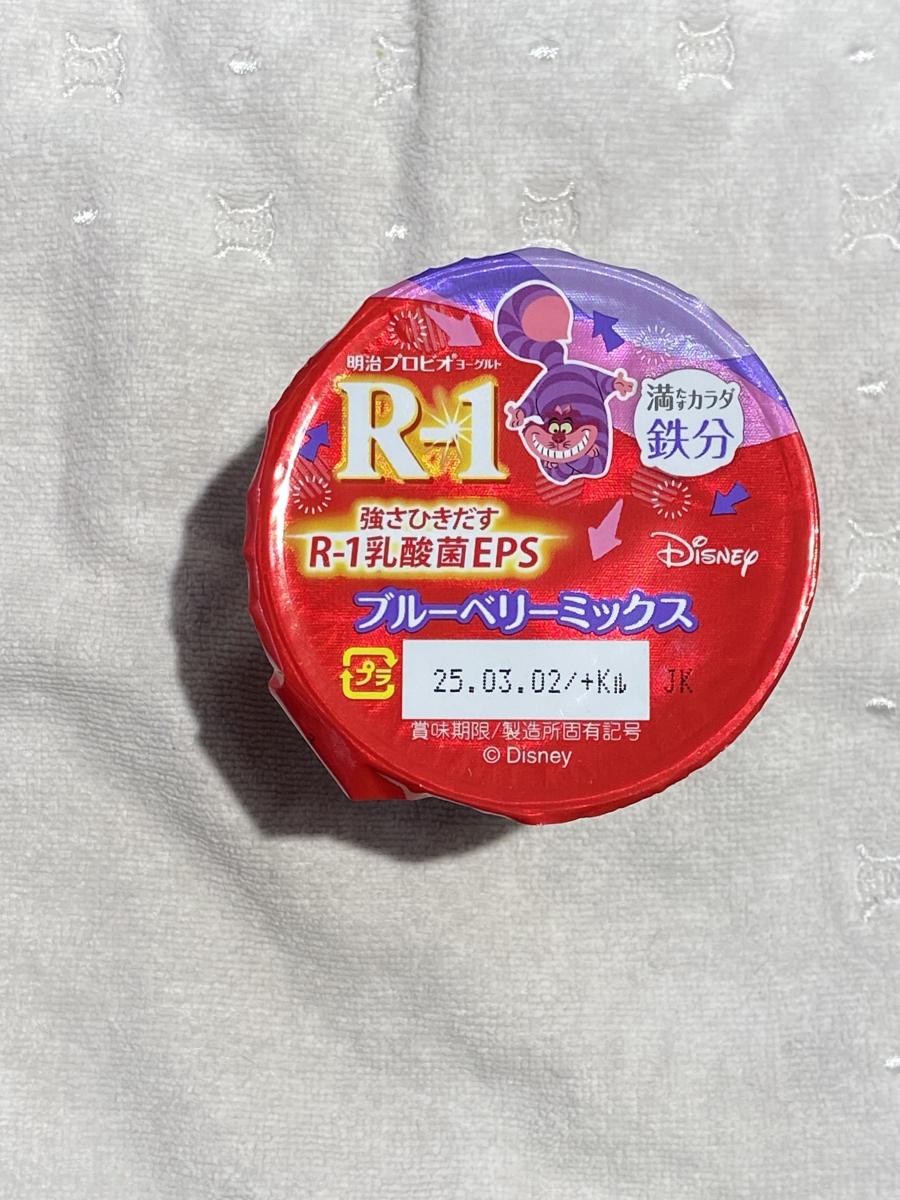 明治プロビオヨーグルト
R-1
満たすカラダ
鉄分
強さひきだす
R-1乳酸菌EPS
Disney
ブルーベリーミックス
プラ
25.03.02/+Kル JK
賞味期限/製造所固有記号
© Disney